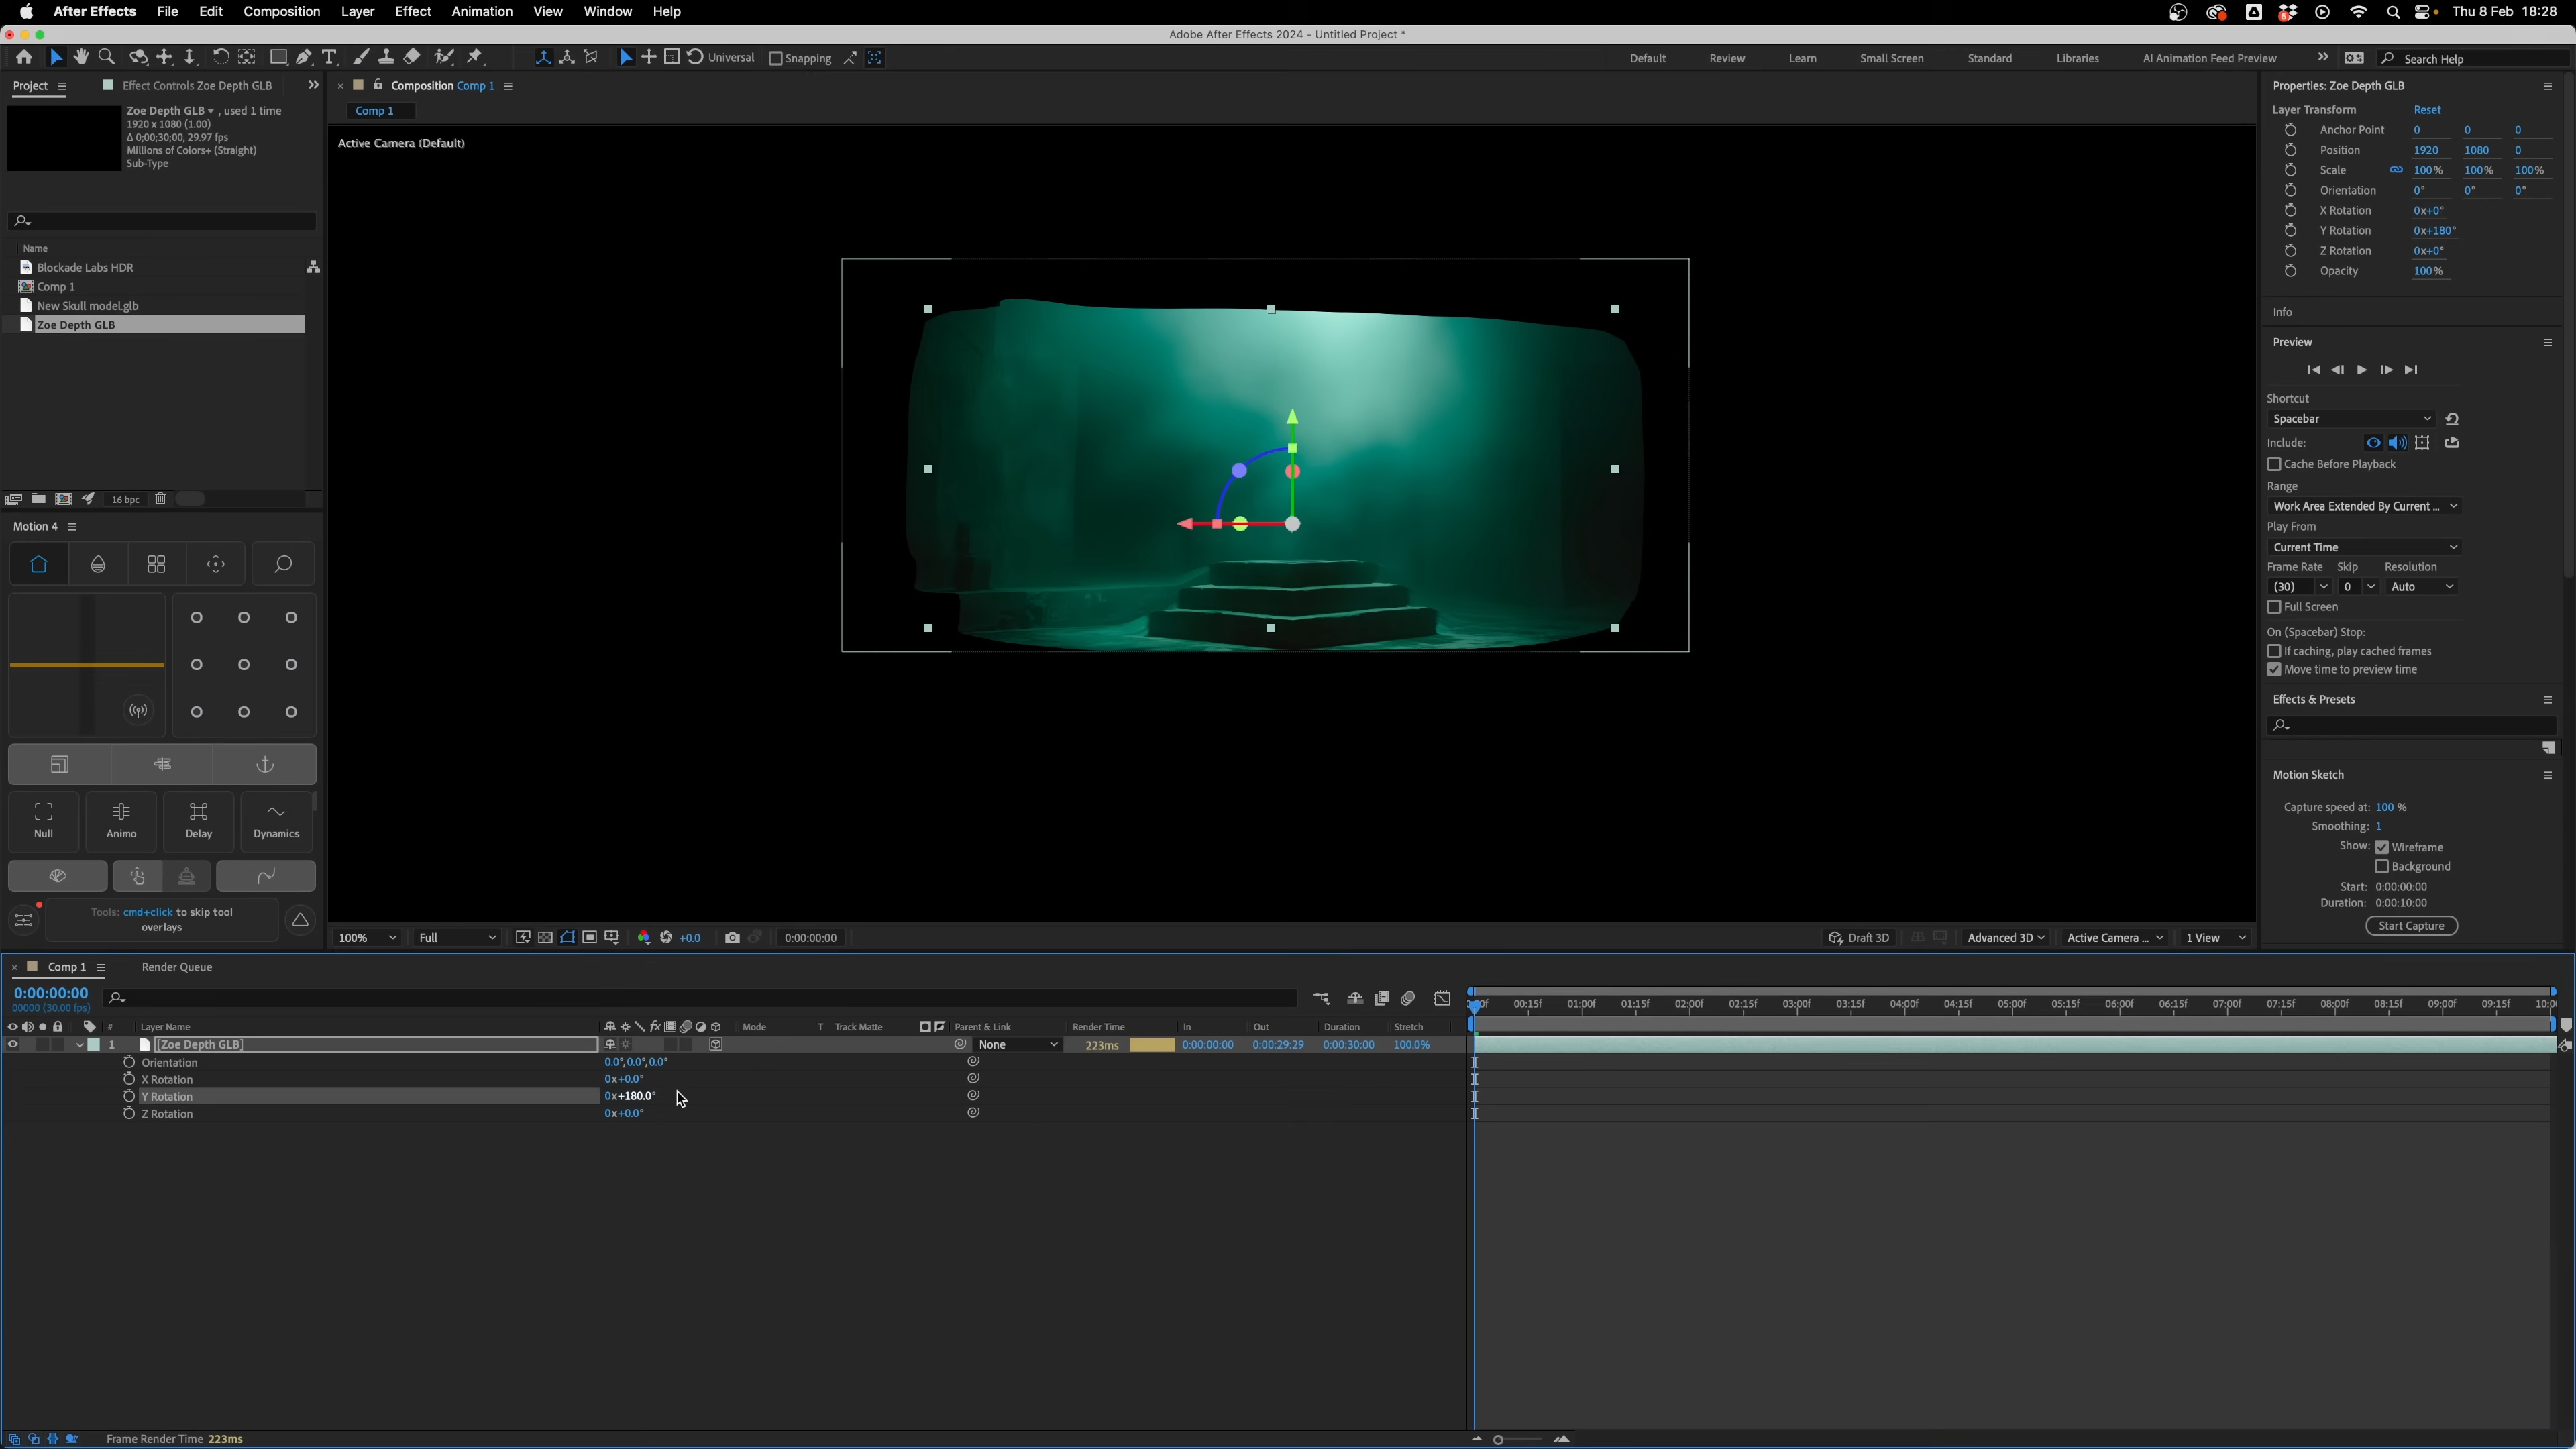 After Effects File Edit Composition Layer Effect Animation View Window Help Thu 8 Feb 18:28
Adobe After Effects 2024 - Untitled Project *
Universal Snapping Default Review Learn Small Screen Standard Libraries AI Animation Feed Preview Search Help
Project Effect Controls Zoe Depth GLB
Zoe Depth GLB , used 1 time
1920 x 1080 (1.00)
Δ 0;00;30;00, 29.97 fps
Millions of Colors+ (Straight)
Sub-Type
Name
Blockade Labs HDR
Comp 1
New Skull model.glb
Zoe Depth GLB
16 bpc
Motion 4
Null Animo Delay Dynamics
Tools: cmd+click to skip tool
overlays
Composition Comp 1
Comp 1
Active Camera (Default)
100% Full +0.0 0:00:00:00 Draft 3D Advanced 3D Active Camera ... 1 View
Properties: Zoe Depth GLB
Layer Transform Reset
Anchor Point 0 0 0
Position 1920 1080 0
Scale 100% 100% 100%
Orientation 0° 0° 0°
X Rotation 0x+0°
Y Rotation 0x+180°
Z Rotation 0x+0°
Opacity 100%
Info
Preview
Shortcut
Spacebar
Include:
Cache Before Playback
Range
Work Area Extended By Current ...
Play From
Current Time
Frame Rate Skip Resolution
(30) 0 Auto
Full Screen
On (Spacebar) Stop:
If caching, play cached frames
Move time to preview time
Effects & Presets
Motion Sketch
Capture speed at: 100 %
Smoothing: 1
Show: Wireframe
Background
Start: 0:00:00:00
Duration: 0:00:10:00
Start Capture
Comp 1 Render Queue
0:00:00:00
00000 (30.00 fps)
00:15f 01:00f 01:15f 02:00f 02:15f 03:00f 03:15f 04:00f 04:15f 05:00f 05:15f 06:00f 06:15f 07:00f 07:15f 08:00f 08:15f 09:00f 09:15f
# Layer Name Mode T Track Matte Parent & Link Render Time In Out Duration Stretch
1 [Zoe Depth GLB] None 223ms 0:00:00:00 0:00:29:29 0:00:30:00 100.0%
Orientation 0.0°,0.0°,0.0°
X Rotation 0x+0.0°
Y Rotation 0x+180.0°
Z Rotation 0x+0.0°
Frame Render Time 223ms